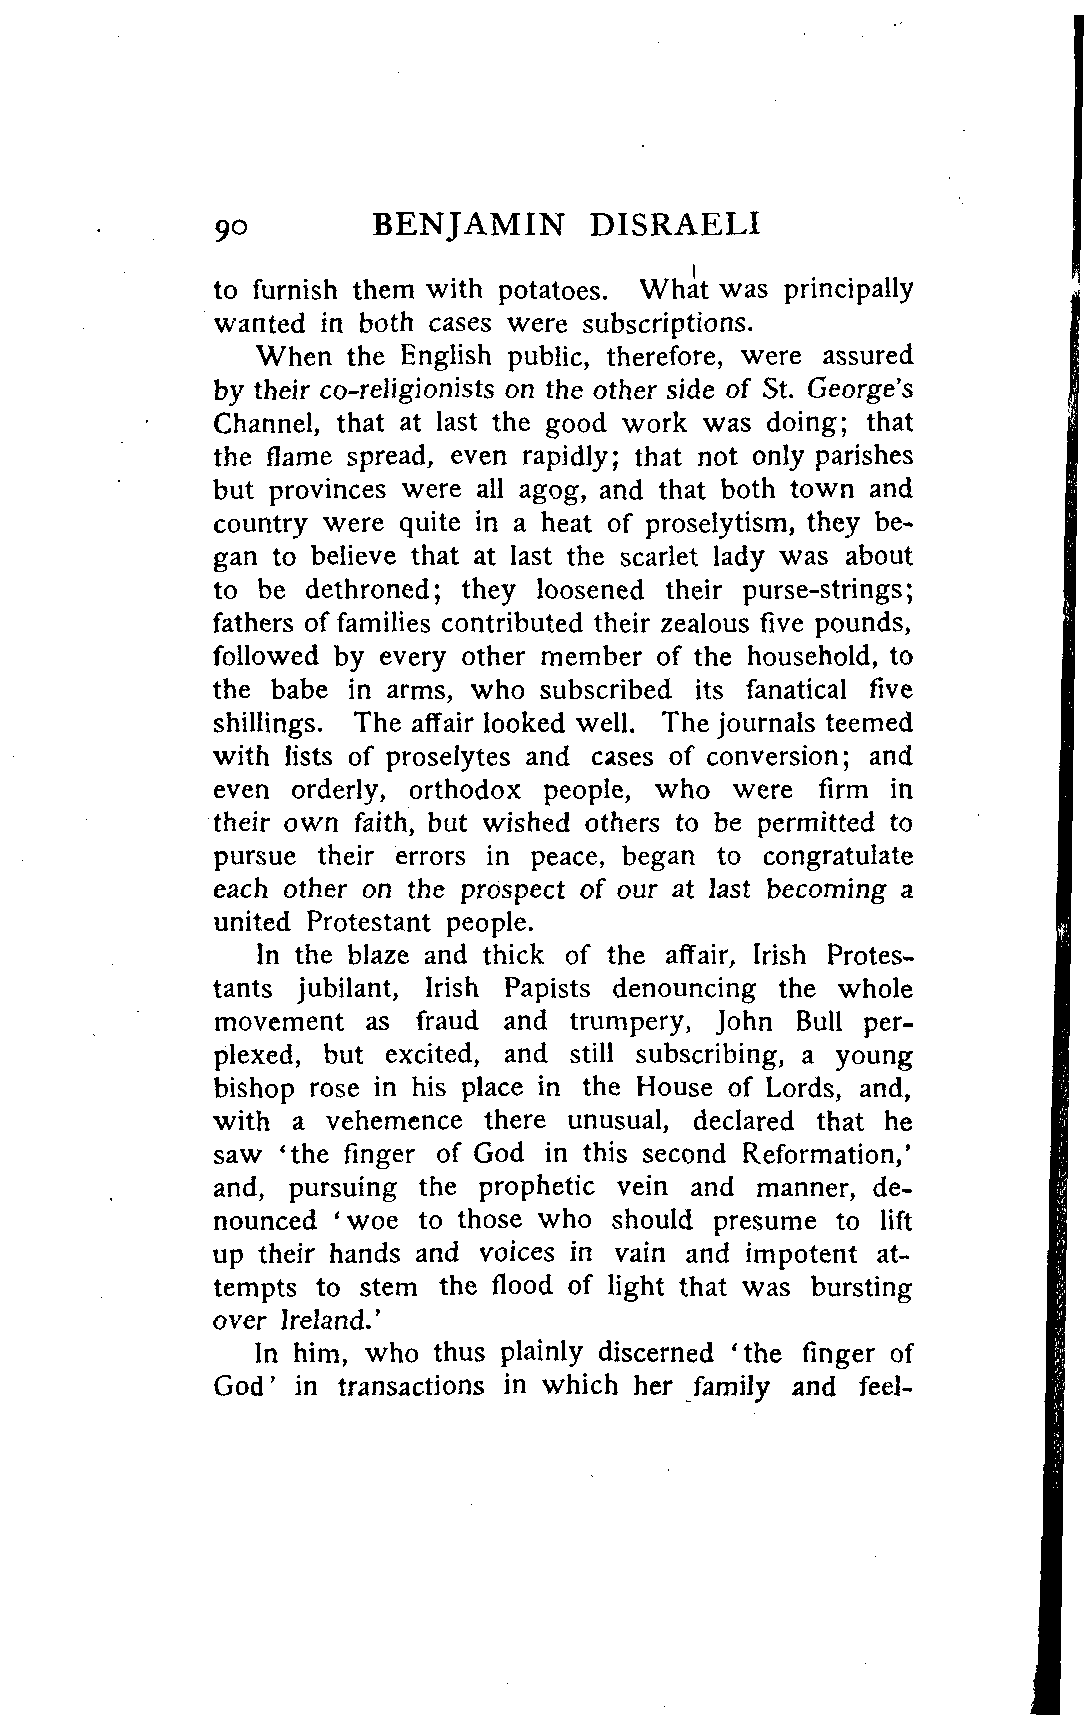 90 BENJAMIN DISRAELI
to furnish them with potatoes. What was principally
wanted in both cases were subscriptions.
When the English public, therefore, were assured
by their co-religionists on the other side of St. George's
Channel, that at last the good work was doing; that
the flame spread, even rapidly; that not only parishes
but provinces were all agog, and that both town and
country were quite in a heat of proselytism, they be-
gan to believe that at last the scarlet lady was about
to be dethroned; they loosened their purse-strings;
fathers of families contributed their zealous five pounds,
followed by every other member of the household, to
the babe in arms, who subscribed its fanatical five
shillings. The affair looked well. The journals teemed
with lists of proselytes and cases of conversion; and
even orderly, orthodox people, who were firm in
their own faith, but wished others to be permitted to
pursue their errors in peace, began to congratulate
each other on the prospect of our at last becoming a
united Protestant people.
In the blaze and thick of the affair, Irish Protes-
tants jubilant, Irish Papists denouncing the whole
movement as fraud and trumpery, John Bull per-
plexed, but excited, and still subscribing, a young
bishop rose in his place in the House of Lords, and,
with a vehemence there unusual, declared that he
saw 'the finger of God in this second Reformation,'
and, pursuing the prophetic vein and manner, de-
nounced 'woe to those who should presume to lift
up their hands and voices in vain and impotent at-
tempts to stem the flood of light that was bursting
over Ireland.'
In him, who thus plainly discerned 'the finger of
God' in transactions in which her family and feel-